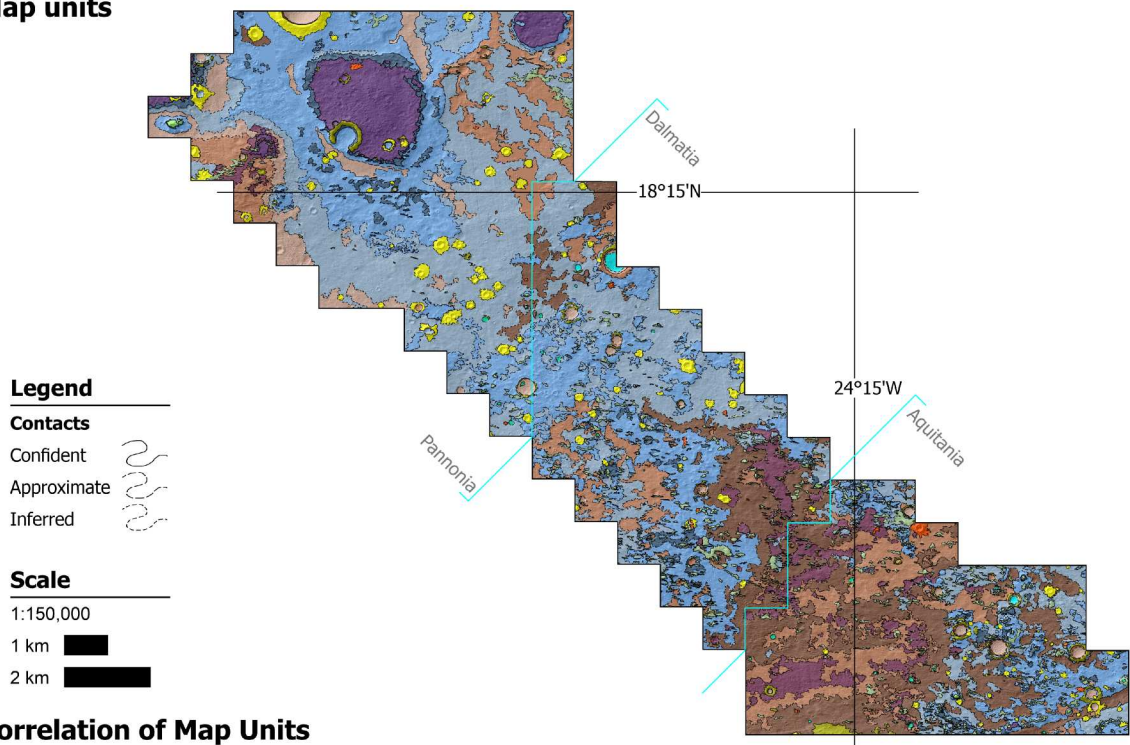 Map units
Dalmatia
18°15'N
24°15'W
Aquitania
Pannonia
Legend
Contacts
Confident
Approximate
Inferred
Scale
1:150,000
1 km
2 km
orrelation of Map Units